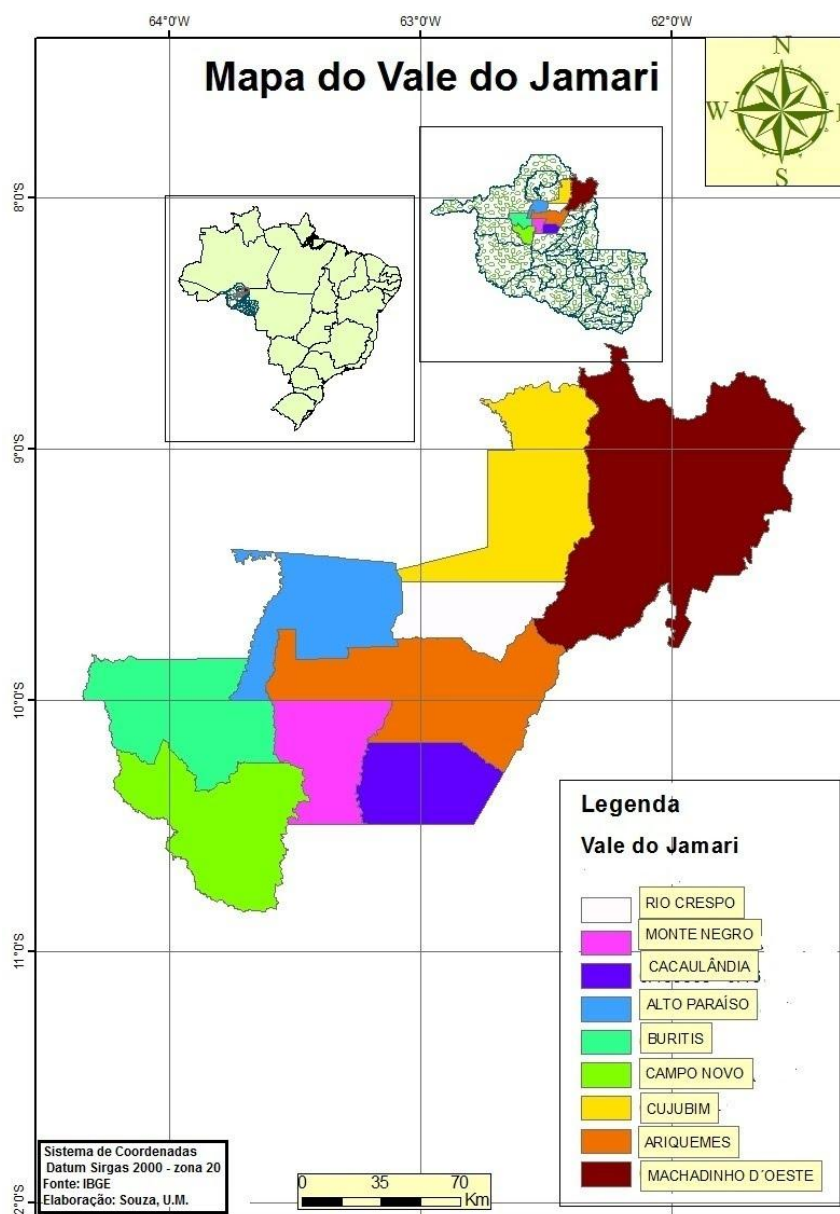 64°0'W 63°0'W 62°0'W
Mapa do Vale do Jamari
N
W
S
8°0'S
9°0'S
10°0'S
11°0'S
2°0'S
Legenda
Vale do Jamari
RIO CRESPO
MONTE NEGRO
CACAULÂNDIA
ALTO PARAÍSO
BURITIS
CAMPO NOVO
CUJUBIM
ARIQUEMES
MACHADINHO D´OESTE
Sistema de Coordenadas
Datum Sirgas 2000 - zona 20
Fonte: IBGE
Elaboração: Souza, U.M.
0 35 70
Km